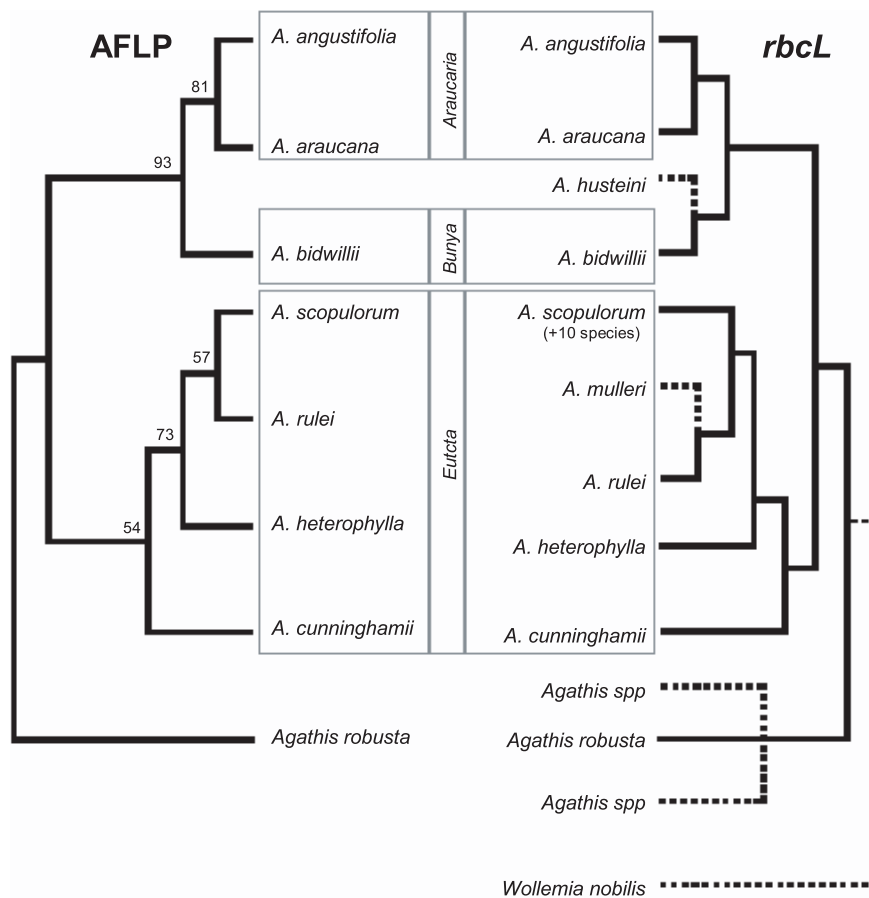 AFLP
rbcL
A. angustifolia
A. angustifolia
Araucaria
81
A. araucana
A. araucana
93
A. husteini
Bunya
A. bidwillii
A. bidwillii
A. scopulorum
A. scopulorum
(+10 species)
57
A. mulleri
A. rulei
Eutcta
73
A. rulei
A. heterophylla
54
A. heterophylla
A. cunninghamii
A. cunninghamii
Agathis spp
Agathis robusta
Agathis robusta
Agathis spp
Wollemia nobilis